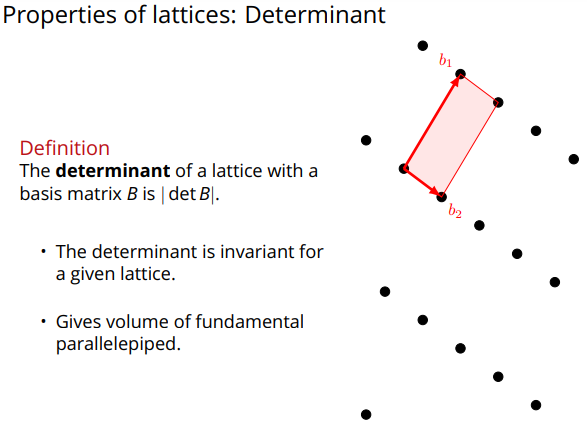 Properties of lattices: Determinant
b₁
Definition
The determinant of a lattice with a
basis matrix B is | det B|.
b₂
• The determinant is invariant for
a given lattice.
• Gives volume of fundamental
parallelepiped.